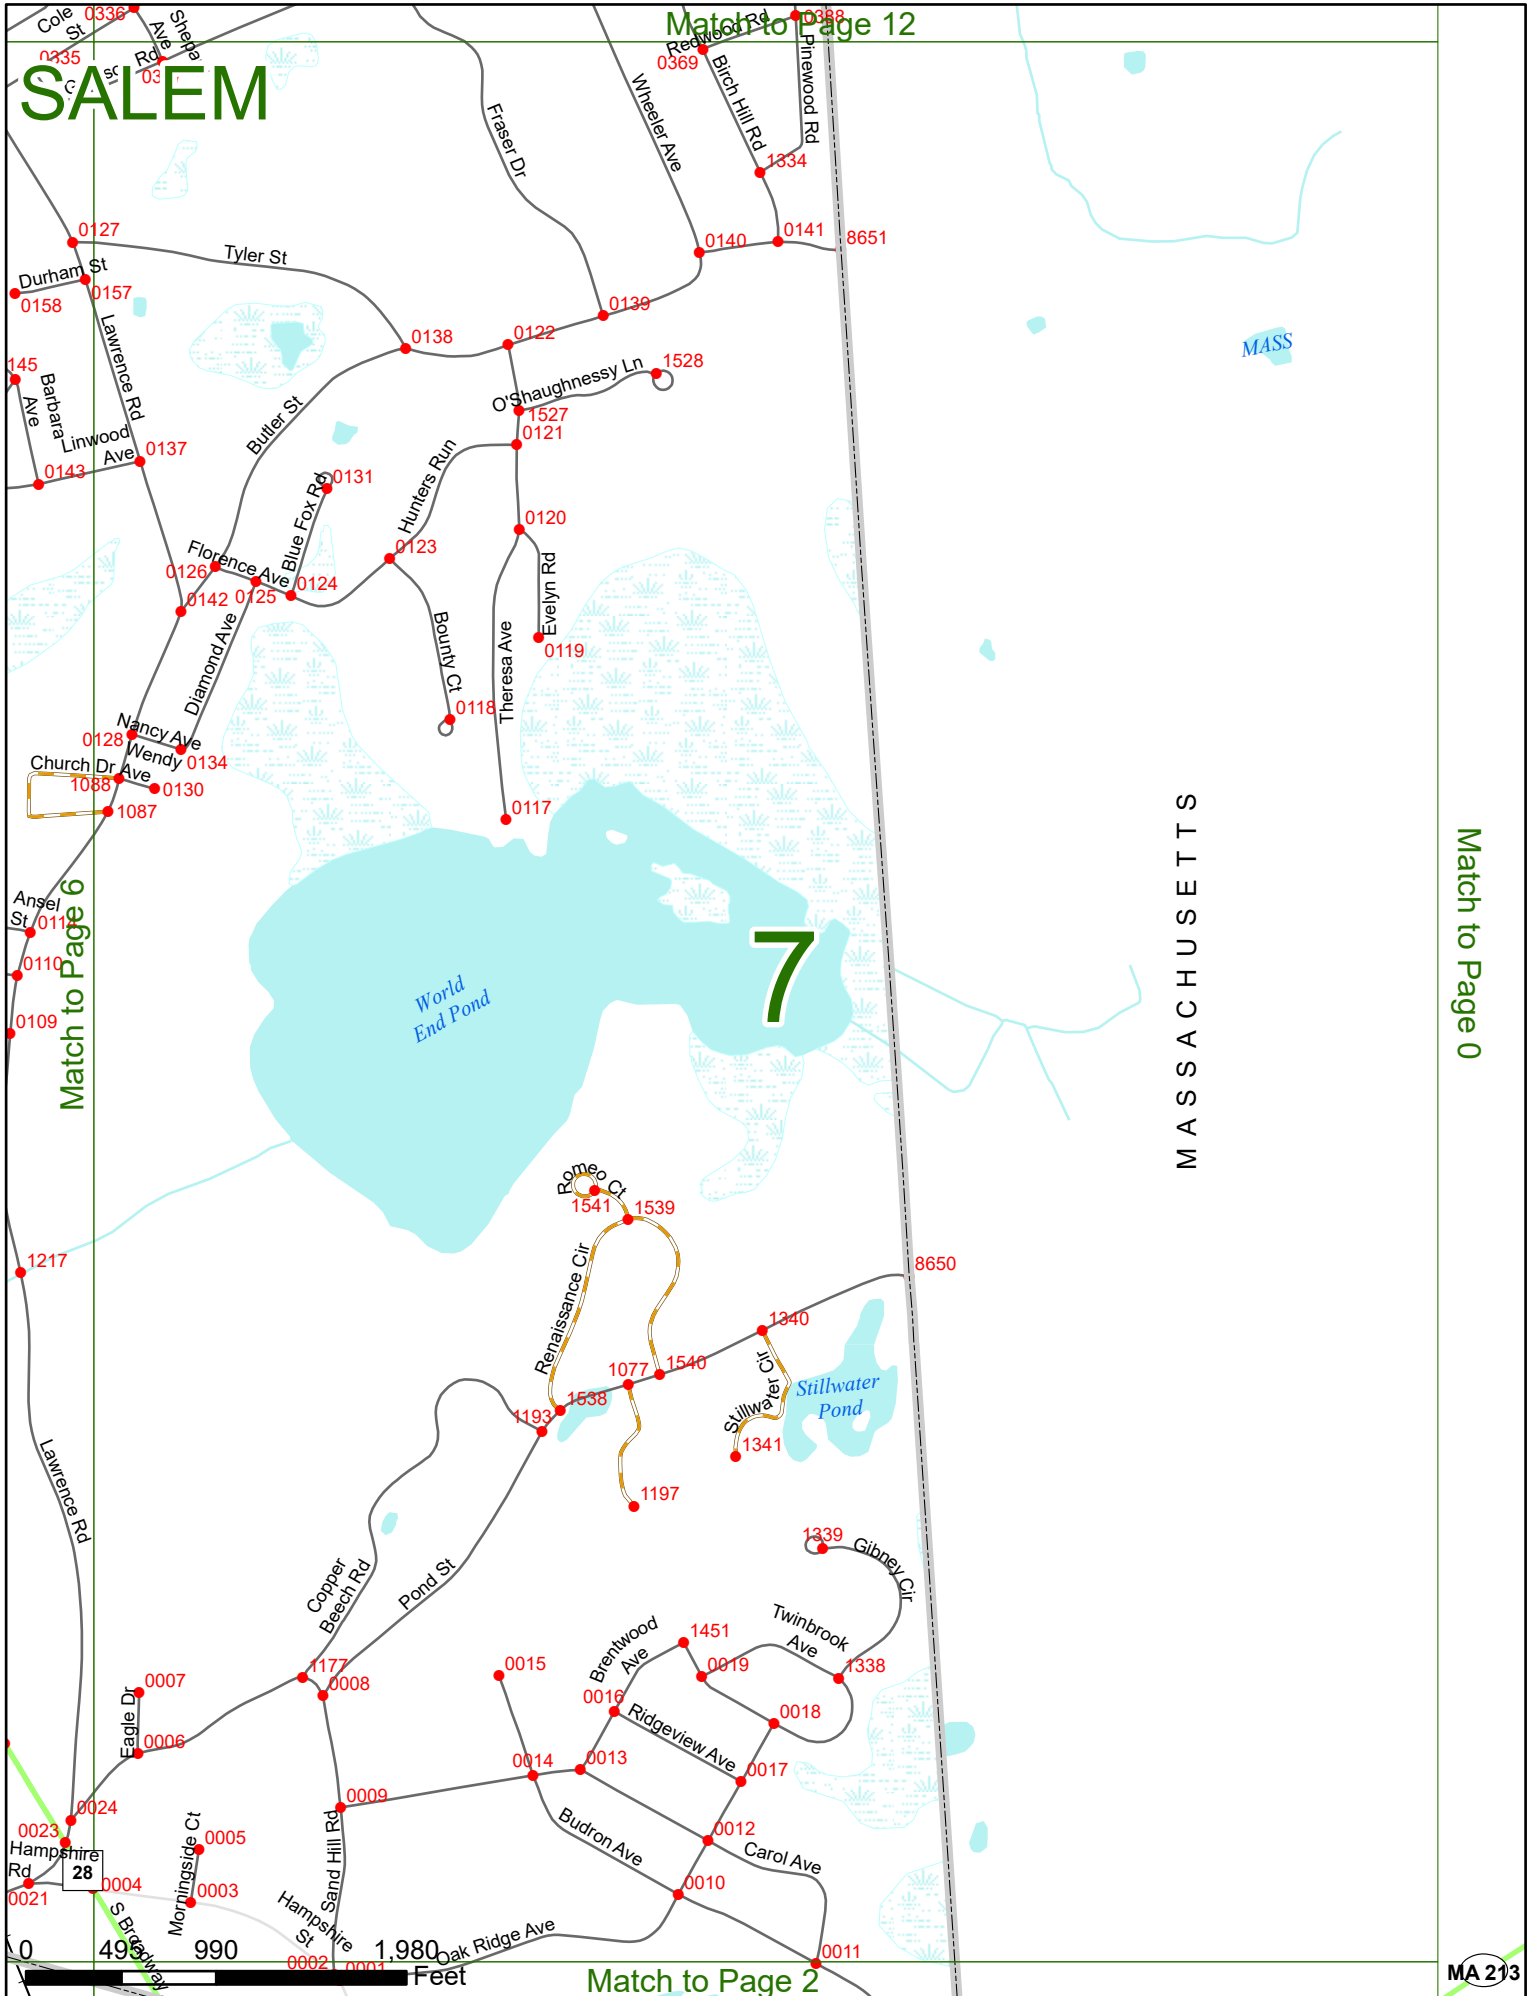 Cole
St
0336
Ave
Match to Page 12
Redwood Rd
0388
0335
Rd
0369
SALEM
Birch Hill Rd
Pinewood Rd
Wheeler Ave
Fraser Dr
1334
0127
Tyler St
0140
0141
8651
Durham St
0158
0157
0139
Lawrence Rd
0138
0122
MASS
145
Barbara
Ave
O'Shaughnessy Ln
1528
1527
Butler St
Linwood
Ave
0137
0121
0143
Hunters Run
Blue Fox Rd
0131
0120
0123
Florence Ave
0126
0125
0124
0142
Evelyn Rd
0119
Diamond Ave
Bounty Ct
Theresa Ave
0118
Nancy Ave
0128
Wendy
Ave
0134
Church Dr
1088
0130
1087
0117
MASSACHUSETTS
Match to Page 0
Match to Page 6
Ansel
St
0114
0110
0109
7
World
End Pond
Romeo Ct
1541
1539
1217
8650
Renaissance Cir
1340
1540
1077
Stillwater Cir
Stillwater
Pond
1538
1193
1341
Lawrence Rd
1197
1339
Gibney Cir
Copper
Beech Rd
Pond St
Twinbrook
Ave
Brentwood
Ave
1451
0019
1338
1177
0015
0007
0008
0016
0018
Eagle Dr
Ridgeview Ave
0006
0014
0013
0017
0009
0024
0023
Sand Hill Rd
Budron Ave
0012
Carol Ave
Hampshire
Rd
28
0005
Morningside Ct
0021
0004
0003
0010
S Broadway
Hampshire
St
Oak Ridge Ave
0011
0002
0001
0
495
990
1,980
Feet
Match to Page 2
MA 213